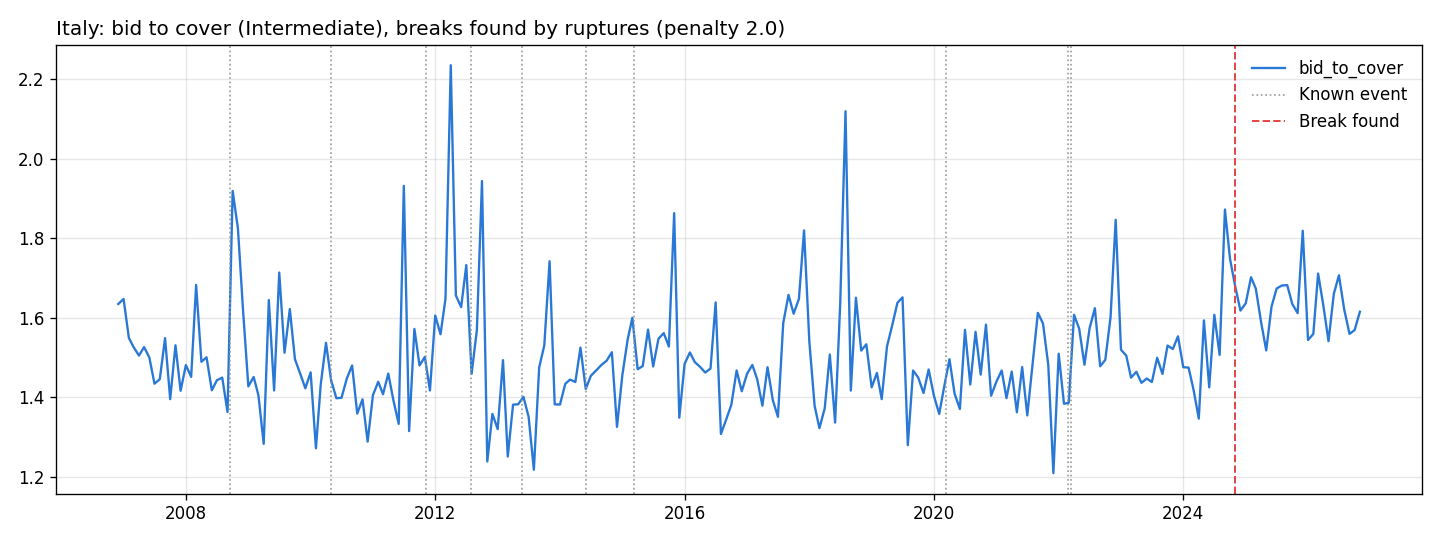 Italy: bid to cover (Intermediate), breaks found by ruptures (penalty 2.0)
bid_to_cover
Known event
Break found
2.2
2.0
1.8
1.6
1.4
1.2
2008 2012 2016 2020 2024